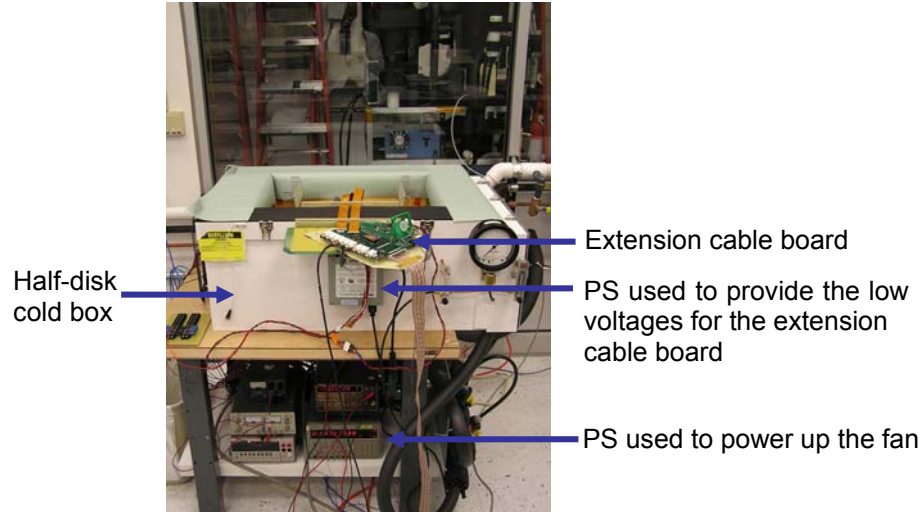 Extension cable board
Half-disk
cold box
PS used to provide the low
voltages for the extension
cable board
PS used to power up the fan